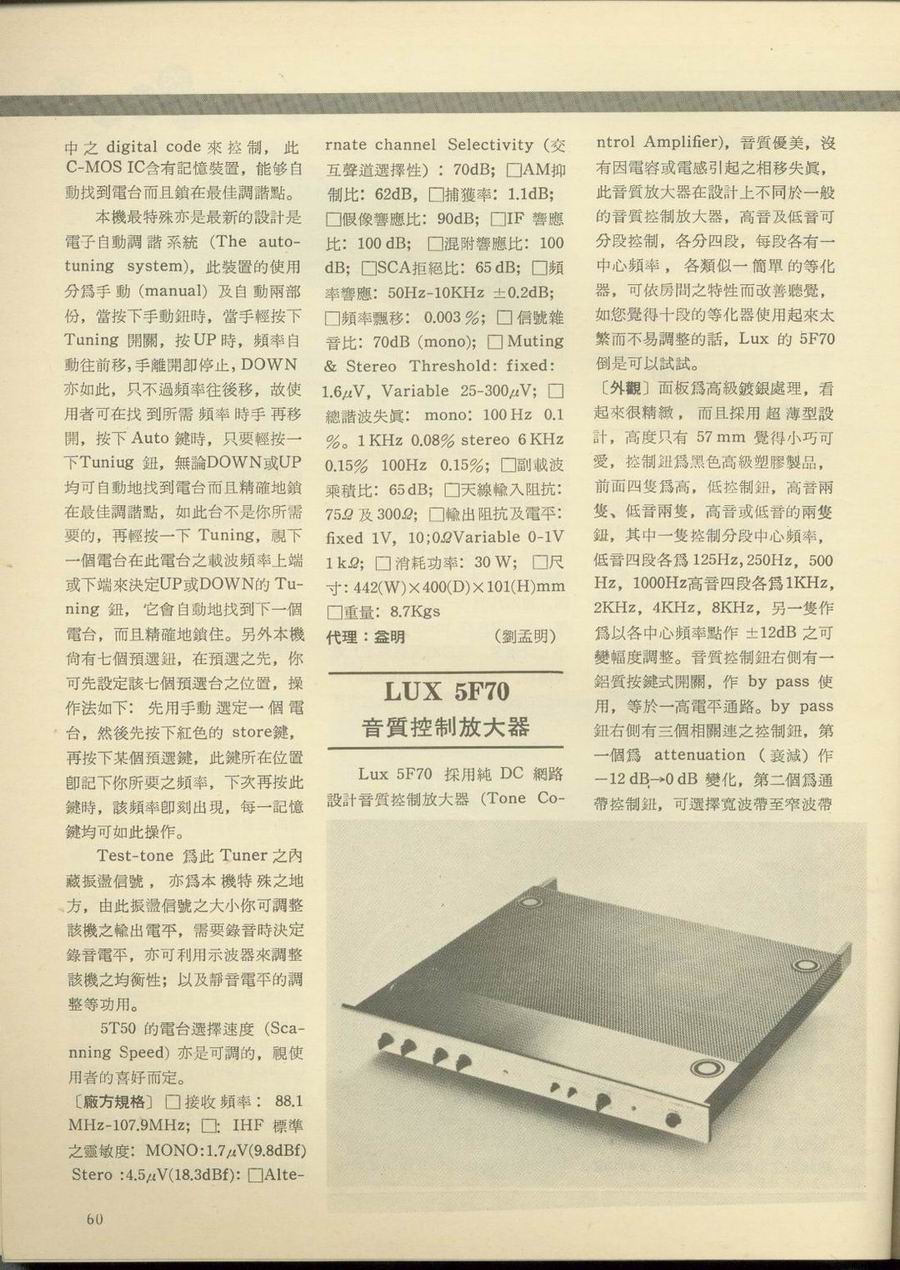 中之 digital code 來控制，此
C-MOS IC含有記憶裝置，能够自
動找到電台而且鎖在最佳調諧點。
本機最特殊亦是最新的設計是
電子自動調諧系統 (The auto-
tuning system)，此裝置的使用
分爲手動 (manual) 及自動兩部
份，當按下手動鈕時，當手輕按下
Tuning 開關，按UP時，頻率自
動往前移，手離開卽停止，DOWN
亦如此，只不過頻率往後移，故使
用者可在找到所需頻率時手再移
開，按下 Auto 鍵時，只要輕按一
下Tuniug 鈕，無論DOWN或UP
均可自動地找到電台而且精確地鎖
在最佳調諧點，如此台不是你所需
要的，再輕按一下 Tuning，視下
一個電台在此電台之載波頻率上端
或下端來決定UP或DOWN的 Tu-
ning 鈕，它會自動地找到下一個
電台，而且精確地鎖住。另外本機
尙有七個預選鈕，在預選之先，你
可先設定該七個預選台之位置，操
作法如下：先用手動選定一個電
台，然後先按下紅色的 store鍵，
再按下某個預選鍵，此鍵所在位置
卽記下你所要之頻率，下次再按此
鍵時，該頻率卽刻出現，每一記憶
鍵均可如此操作。
Test-tone 爲此 Tuner 之內
藏振盪信號，亦爲本機特殊之地
方，由此振盪信號之大小你可調整
該機之輸出電平，需要錄音時決定
錄音電平，亦可利用示波器來調整
該機之均衡性；以及靜音電平的調
整等功用。
5T50 的電台選擇速度 (Sca-
nning Speed) 亦是可調的，視使
用者的喜好而定。
〔廠方規格〕□接收頻率：88.1
MHz-107.9MHz；□：IHF 標準
之靈敏度：MONO:1.7μV(9.8dBf)
Stero :4.5μV(18.3dBf)：□Alte-
rnate channel Selectivity (交
互聲道選擇性)：70dB；□AM抑
制比：62dB，□捕獲率：1.1dB；
□假像響應比：90dB；□IF 響應
比：100 dB；□混附響應比：100
dB；□SCA拒絕比：65 dB；□頻
率響應：50Hz-10KHz ±0.2dB；
□頻率飄移：0.003％；□信號雜
音比：70dB (mono)；□Muting
& Stereo Threshold: fixed:
1.6μV, Variable 25-300μV；□
總諧波失眞：mono: 100 Hz 0.1
％。1 KHz 0.08% stereo 6 KHz
0.15% 100Hz 0.15%；□副載波
乘積比：65dB；□天線輸入阻抗：
75Ω 及 300Ω；□輸出阻抗及電平：
fixed 1V, 10;0ΩVariable 0-1V
1 kΩ；□消耗功率：30 W；□尺
寸：442(W)×400(D)×101(H)mm
□重量：8.7Kgs
代理：益明 （劉孟明）
LUX 5F70
音質控制放大器
Lux 5F70 採用純 DC 網路
設計音質控制放大器 (Tone Co-
ntrol Amplifier)，音質優美，沒
有因電容或電感引起之相移失眞，
此音質放大器在設計上不同於一般
的音質控制放大器，高音及低音可
分段控制，各分四段，每段各有一
中心頻率，各類似一簡單的等化
器，可依房間之特性而改善聽覺，
如您覺得十段的等化器使用起來太
繁而不易調整的話，Lux 的 5F70
倒是可以試試。
〔外觀〕面板爲高級鍍銀處理，看
起來很精緻，而且採用超薄型設
計，高度只有 57 mm 覺得小巧可
愛，控制鈕爲黑色高級塑膠製品，
前面四隻爲高，低控制鈕，高音兩
隻、低音兩隻，高音或低音的兩隻
鈕，其中一隻控制分段中心頻率，
低音四段各爲 125Hz, 250Hz, 500
Hz, 1000Hz高音四段各爲1KHz,
2KHz, 4KHz, 8KHz，另一隻作
爲以各中心頻率點作 ±12dB 之可
變幅度調整。音質控制鈕右側有一
鋁質按鍵式開關，作 by pass 使
用，等於一高電平通路。by pass
鈕右側有三個相關連之控制鈕，第
一個爲 attenuation （衰減）作
－12 dB→0 dB 變化，第二個爲通
帶控制鈕，可選擇寬波帶至窄波帶
60